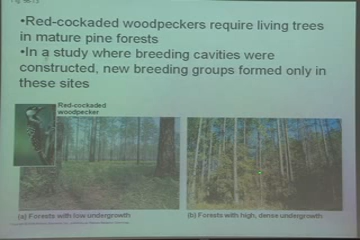 •Red-cockaded woodpeckers require living trees
in mature pine forests
•In a study where breeding cavities were
constructed, new breeding groups formed only in
these sites
Red-cockaded
woodpecker
(a) Forests with low undergrowth
(b) Forests with high, dense undergrowth